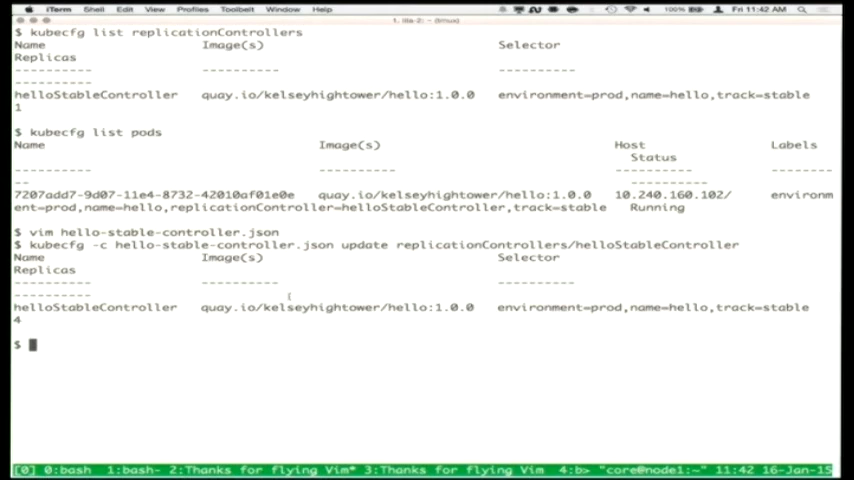 iTerm Shell Edit View Profiles Toolbelt Window Help 100% Fri 11:42 AM
$ kubecfg list replicationControllers
Name Image(s) Selector
Replicas
---------- ---------- ----------
----------
helloStableController quay.io/kelseyhightower/hello:1.0.0 environment=prod,name=hello,track=stable
1
$ kubecfg list pods
Name Image(s) Host Labels
Status
---------- ---------- ---------- --------
-- ----------
7207add7-9d07-11e4-8732-42010af01e0e quay.io/kelseyhightower/hello:1.0.0 10.240.160.102/ environm
ent=prod,name=hello,replicationController=helloStableController,track=stable Running
$ vim hello-stable-controller.json
$ kubecfg -c hello-stable-controller.json update replicationControllers/helloStableController
Name Image(s) Selector
Replicas
---------- ---------- ----------
----------
helloStableController quay.io/kelseyhightower/hello:1.0.0 environment=prod,name=hello,track=stable
4
$
[0] 0:bash 1:bash- 2:Thanks for flying Vim* 3:Thanks for flying Vim 4:b> "core@node1:~" 11:42 16-Jan-15